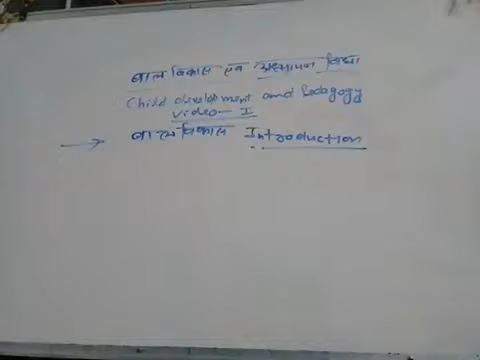 बाल विकास एवं अध्यापन विद्या
Child development and Pedagogy
Video-I
बाल विकास Introduction